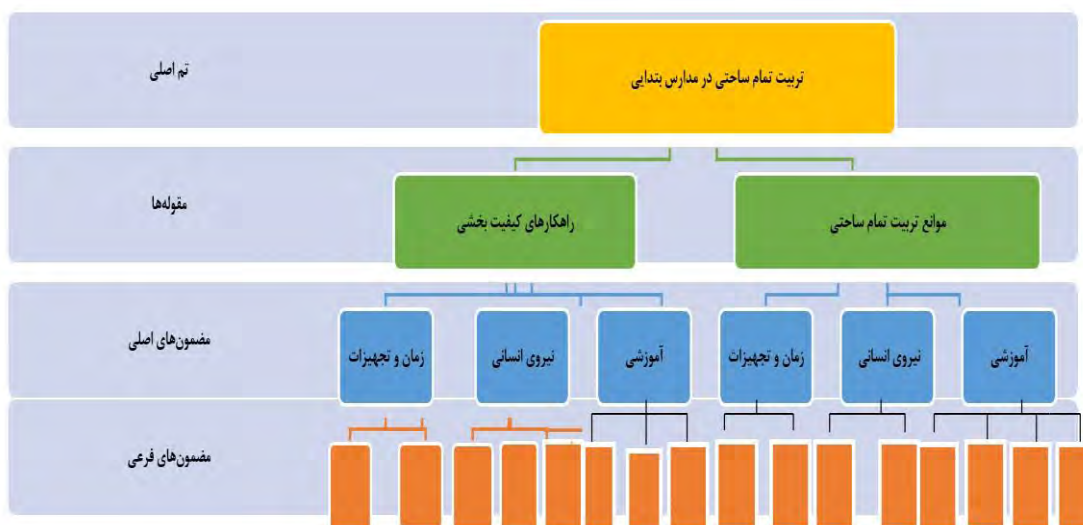 تربیت تمام ساحتی در مدارس بتدایی
تم اصلی
موانع تربیت تمام ساحتی
راهکارهای کیفیت بخشی
مقوله‌ها
آموزشی
نیروی انسانی
زمان و تجهیزات
آموزشی
نیروی انسانی
زمان و تجهیزات
مضمون‌های اصلی
مضمون‌های فرعی